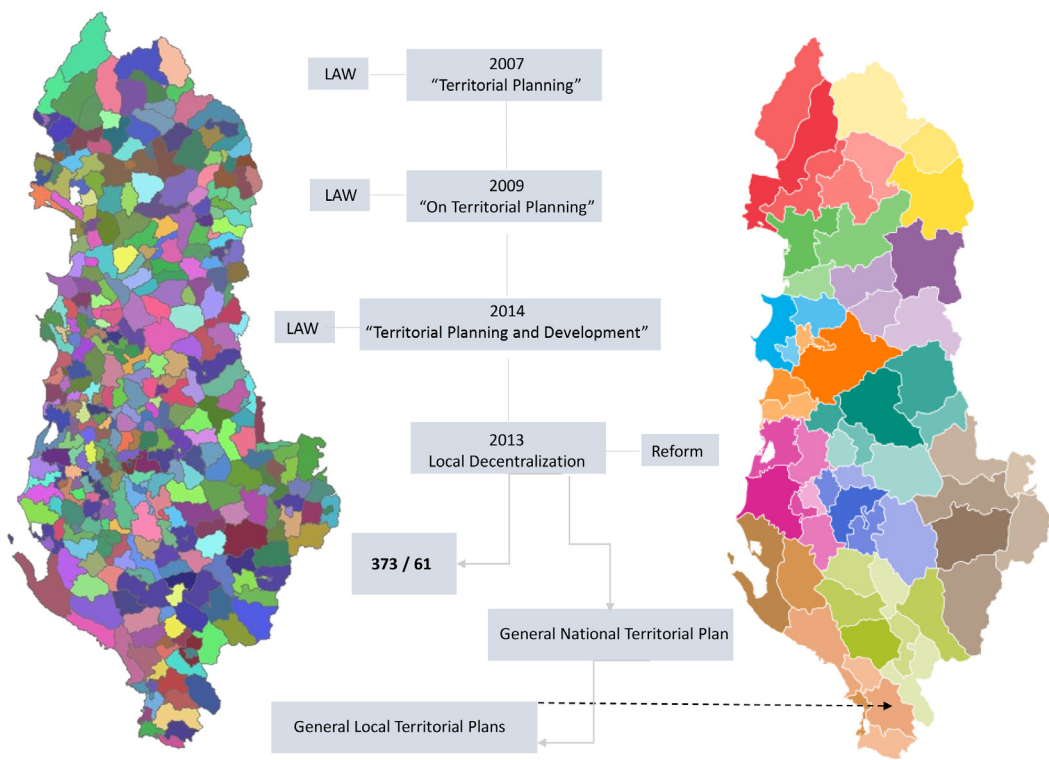 LAW
2007
“Territorial Planning”
LAW
2009
“On Territorial Planning”
LAW
2014
“Territorial Planning and Development”
2013
Local Decentralization
Reform
373 / 61
General National Territorial Plan
General Local Territorial Plans